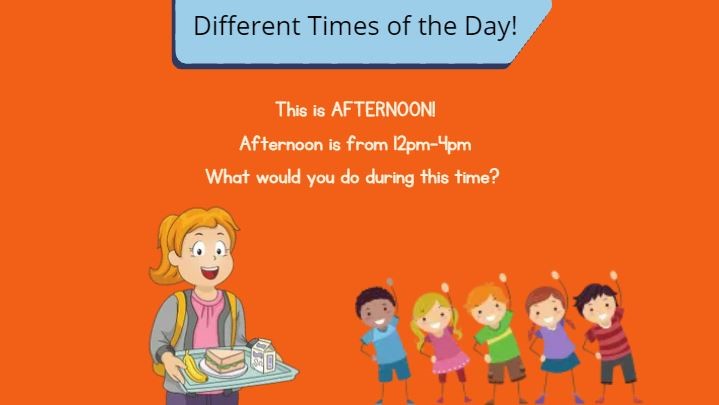 Different Times of the Day!
This is AFTERNOON!
Afternoon is from 12pm-4pm
What would you do during this time?